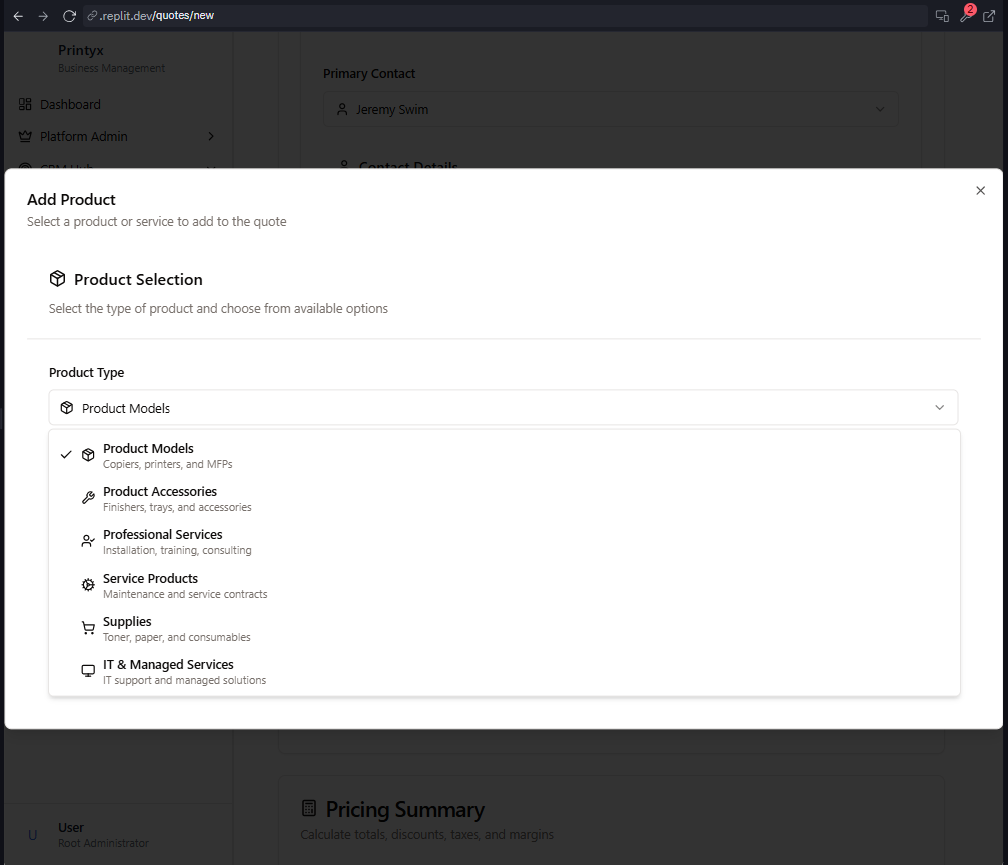 .replit.dev/quotes/new
2
Printyx
Business Management
Dashboard
Platform Admin
CRM Hub
Primary Contact
Jeremy Swim
Contact Details
Add Product
Select a product or service to add to the quote
Product Selection
Select the type of product and choose from available options
Product Type
Product Models
Product Models
Copiers, printers, and MFPs
Product Accessories
Finishers, trays, and accessories
Professional Services
Installation, training, consulting
Service Products
Maintenance and service contracts
Supplies
Toner, paper, and consumables
IT & Managed Services
IT support and managed solutions
Pricing Summary
Calculate totals, discounts, taxes, and margins
U
User
Root Administrator